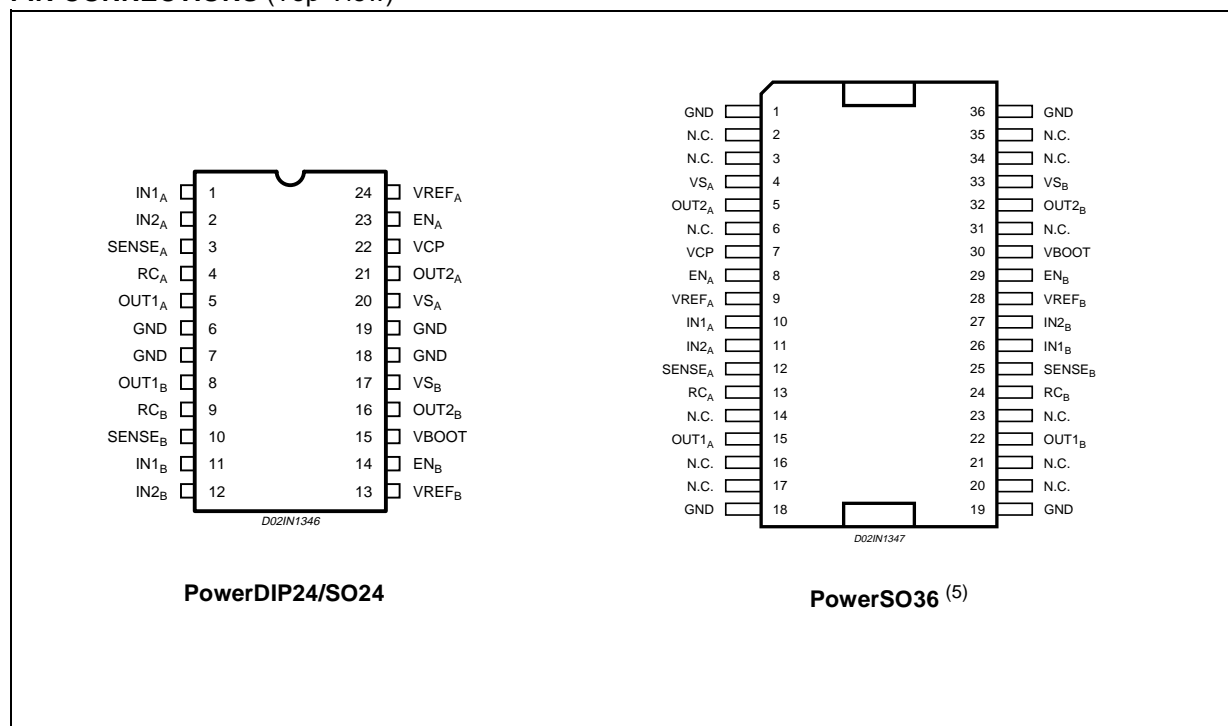 (Top View)
IN1A 1 24 VREFA
IN2A 2 23 ENA
SENSEA 3 22 VCP
RCA 4 21 OUT2A
OUT1A 5 20 VSA
GND 6 19 GND
GND 7 18 GND
OUT1B 8 17 VSB
RCB 9 16 OUT2B
SENSEB 10 15 VBOOT
IN1B 11 14 ENB
IN2B 12 13 VREFB
D02IN1346
PowerDIP24/SO24
GND 1 36 GND
N.C. 2 35 N.C.
N.C. 3 34 N.C.
VSA 4 33 VSB
OUT2A 5 32 OUT2B
N.C. 6 31 N.C.
VCP 7 30 VBOOT
ENA 8 29 ENB
VREFA 9 28 VREFB
IN1A 10 27 IN2B
IN2A 11 26 IN1B
SENSEA 12 25 SENSEB
RCA 13 24 RCB
N.C. 14 23 N.C.
OUT1A 15 22 OUT1B
N.C. 16 21 N.C.
N.C. 17 20 N.C.
GND 18 19 GND
D02IN1347
PowerSO36 (5)